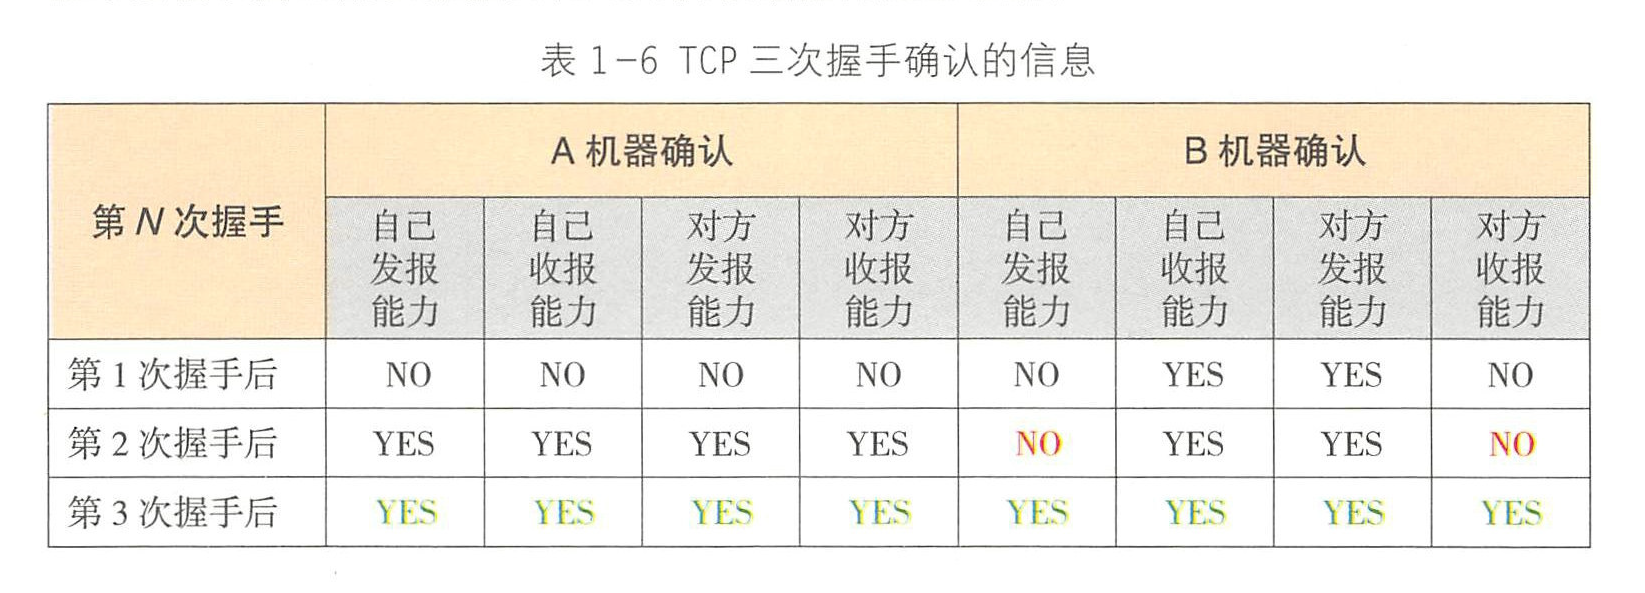 表 1-6 TCP 三次握手确认的信息
第 N 次握手 A 机器确认 B 机器确认
自己发报能力 自己收报能力 对方发报能力 对方收报能力 自己发报能力 自己收报能力 对方发报能力 对方收报能力
第 1 次握手后 NO NO NO NO NO YES YES NO
第 2 次握手后 YES YES YES YES NO YES YES NO
第 3 次握手后 YES YES YES YES YES YES YES YES